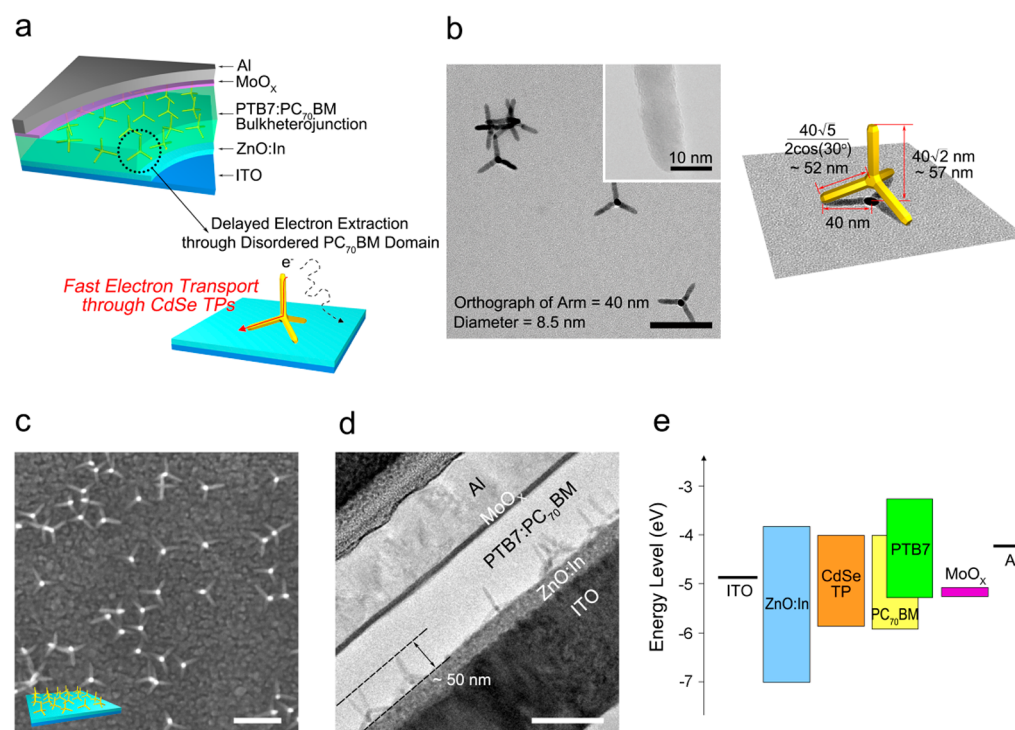 a
Al
MoOₓ
PTB7:PC₇₀BM
Bulkheterojunction
ZnO:In
ITO
Delayed Electron Extraction
through Disordered PC₇₀BM Domain
e⁻
Fast Electron Transport
through CdSe TPs
b
10 nm
Orthograph of Arm = 40 nm
Diameter = 8.5 nm
40√5
2cos(30°)
~ 52 nm
40√2 nm
~ 57 nm
40 nm
c
d
Al
MoOₓ
PTB7:PC₇₀BM
ZnO:In
ITO
~ 50 nm
e
Energy Level (eV)
-3
-4
-5
-6
-7
ITO
ZnO:In
CdSe
TP
PC₇₀BM
PTB7
MoOₓ
A